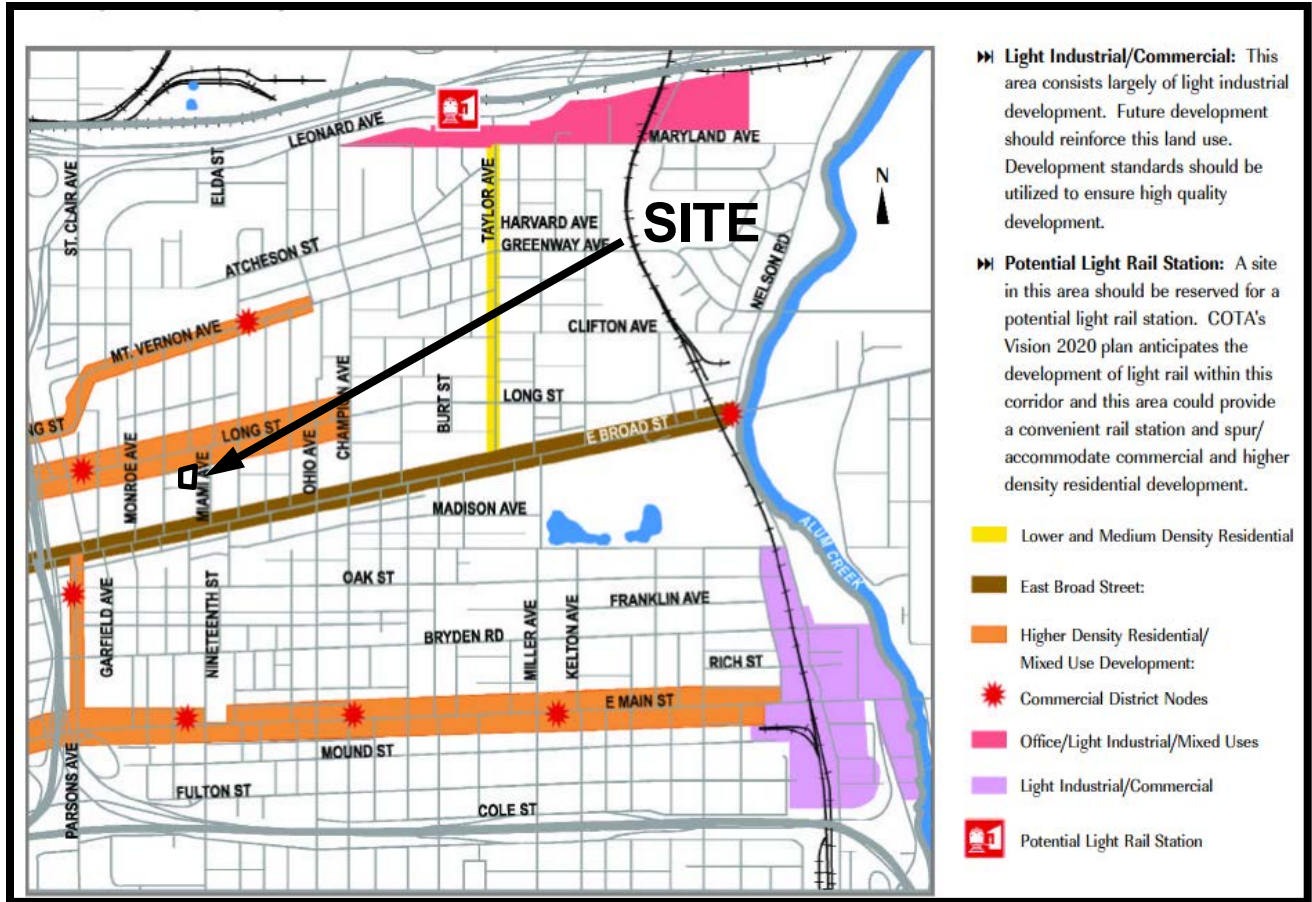 LEONARD AVE
MARYLAND AVE
ST. CLAIR AVE
ELDA ST
TAYLOR AVE
N
HARVARD AVE
SITE
GREENWAY AVE
ATCHESON ST
NELSON RD
MT. VERNON AVE
CLIFTON AVE
CHAMPION AVE
BURT ST
LONG ST
NG ST
LONG ST
E BROAD ST
OHIO AVE
MONROE AVE
MIAMI AVE
MADISON AVE
ALUM CREEK
OAK ST
FRANKLIN AVE
GARFIELD AVE
NINETEENTH ST
BRYDEN RD
MILLER AVE
KELTON AVE
RICH ST
E MAIN ST
MOUND ST
PARSONS AVE
FULTON ST
COLE ST
Light Industrial/Commercial: This
area consists largely of light industrial
development. Future development
should reinforce this land use.
Development standards should be
utilized to ensure high quality
development.
Potential Light Rail Station: A site
in this area should be reserved for a
potential light rail station. COTA's
Vision 2020 plan anticipates the
development of light rail within this
corridor and this area could provide
a convenient rail station and spur/
accommodate commercial and higher
density residential development.
Lower and Medium Density Residential
East Broad Street:
Higher Density Residential/
Mixed Use Development:
Commercial District Nodes
Office/Light Industrial/Mixed Uses
Light Industrial/Commercial
Potential Light Rail Station